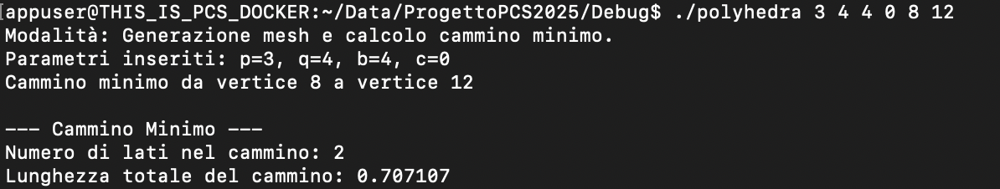 [appuser@THIS_IS_PCS_DOCKER:~/Data/ProgettoPCS2025/Debug$ ./polyhedra 3 4 4 0 8 12
Modalità: Generazione mesh e calcolo cammino minimo.
Parametri inseriti: p=3, q=4, b=4, c=0
Cammino minimo da vertice 8 a vertice 12
--- Cammino Minimo ---
Numero di lati nel cammino: 2
Lunghezza totale del cammino: 0.707107